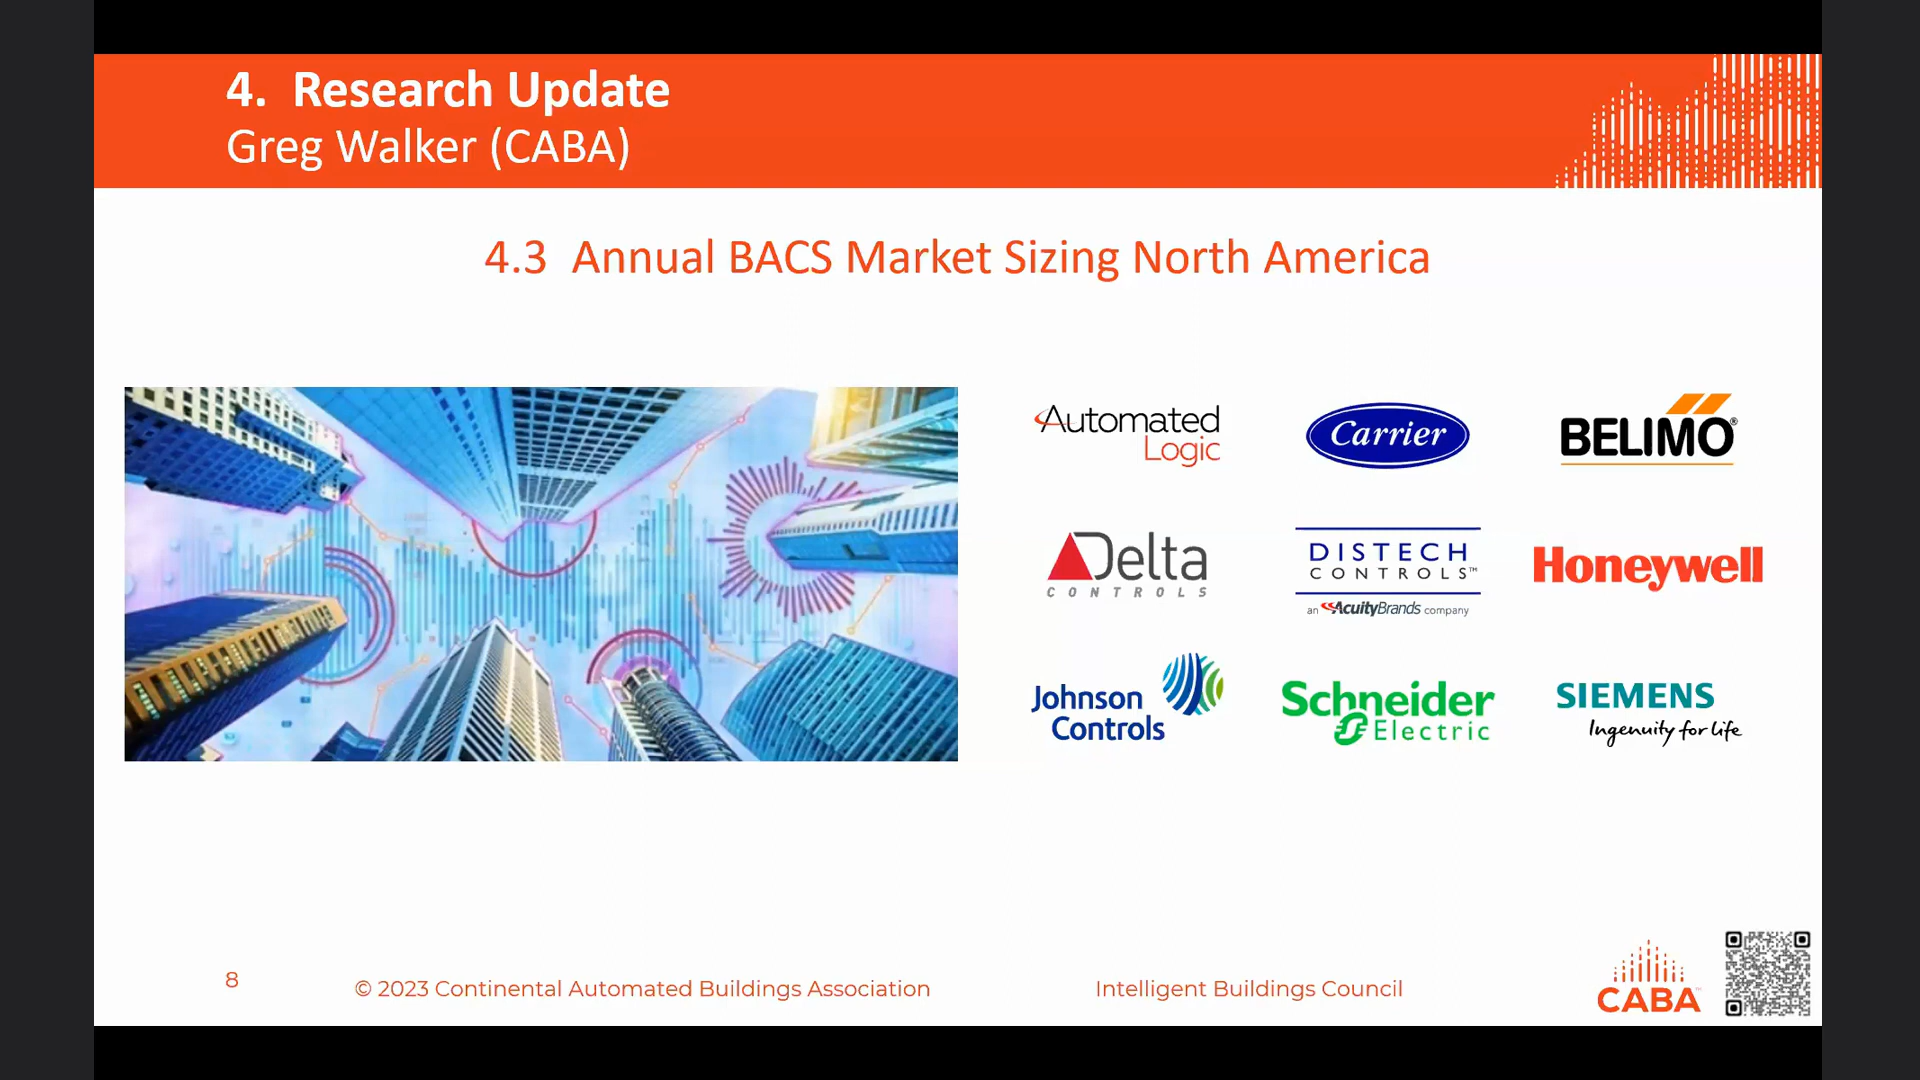 4. Research Update
Greg Walker (CABA)
4.3 Annual BACS Market Sizing North America
Automated
Logic
Carrier
BELIMO®
Delta
CONTROLS
DISTECH
CONTROLS™
an AcuityBrands company
Honeywell
Johnson
Controls
Schneider
Electric
SIEMENS
Ingenuity for life
8
© 2023 Continental Automated Buildings Association
Intelligent Buildings Council
CABA™